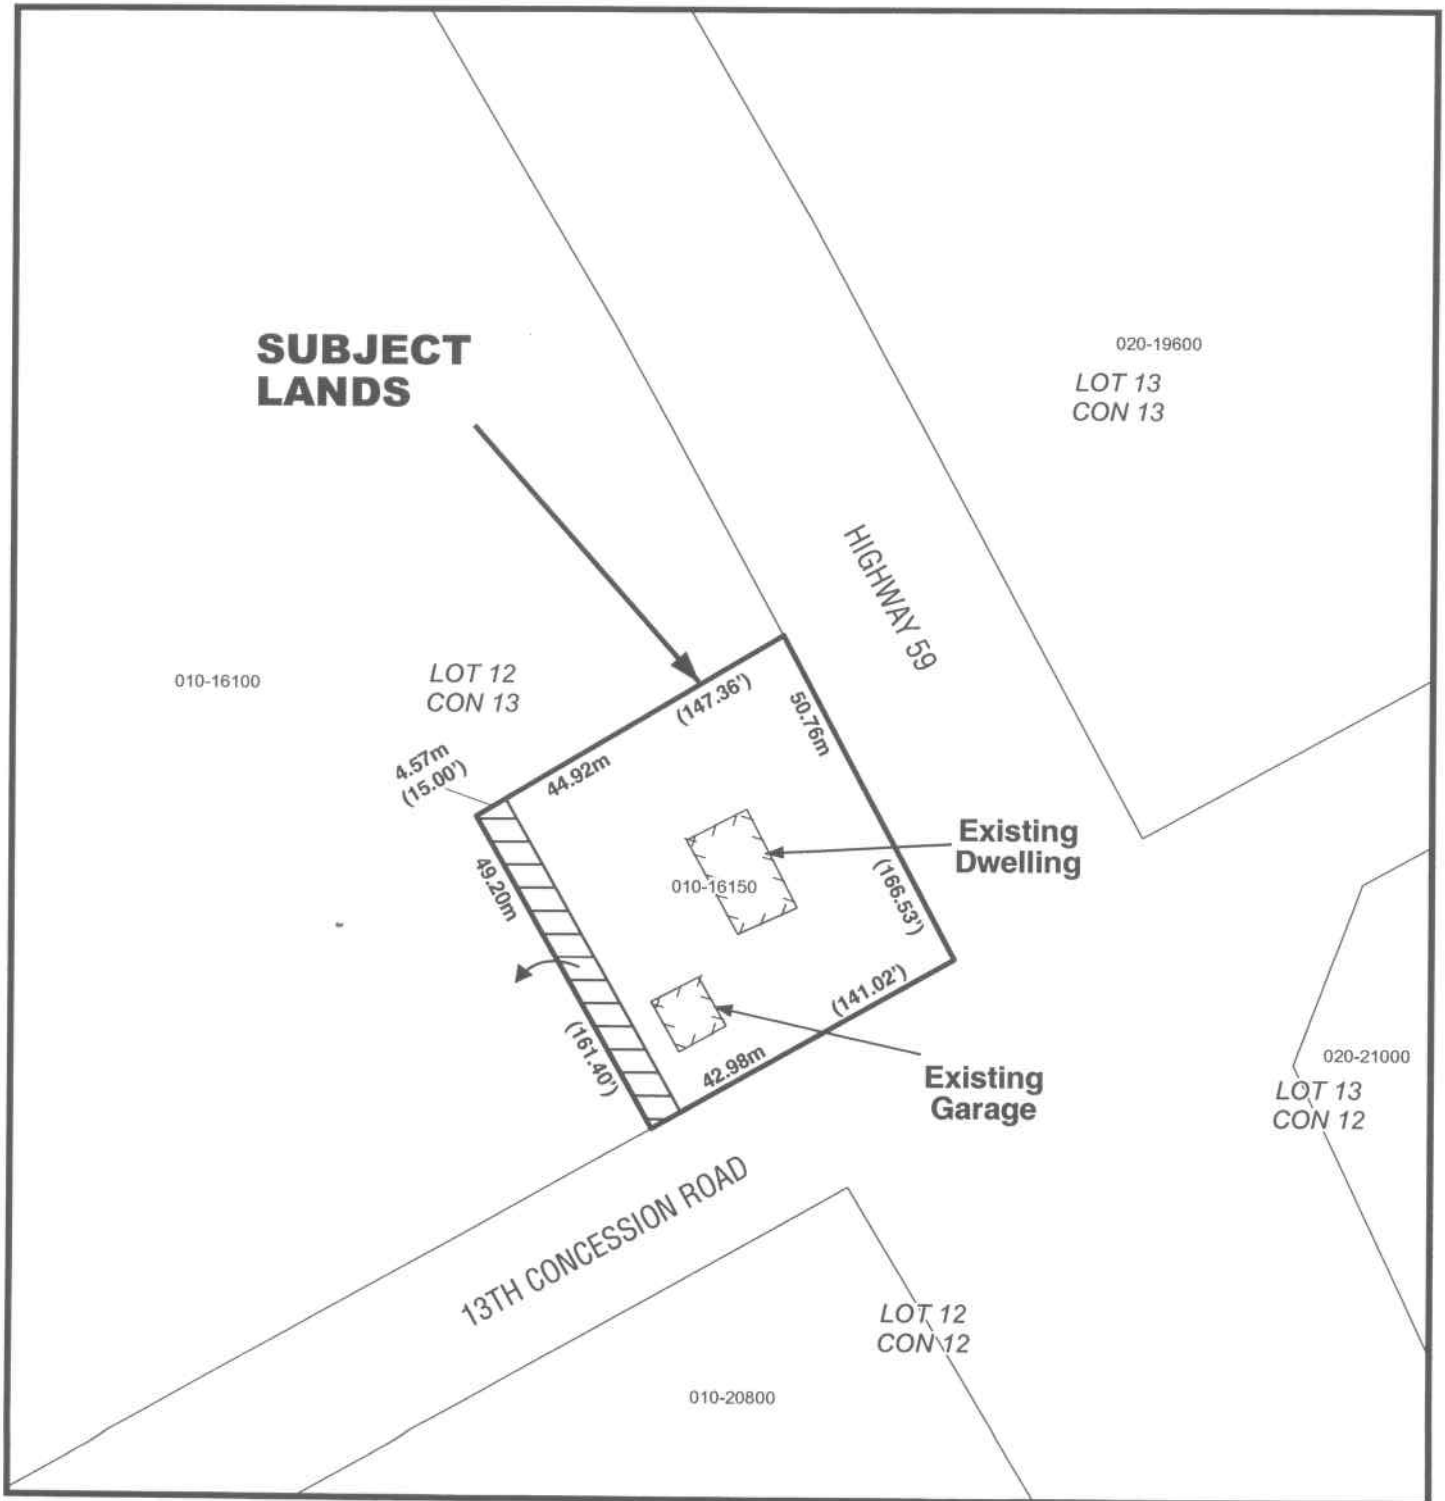 SUBJECT
LANDS
020-19600
LOT 13
CON 13
HIGHWAY 59
010-16100
LOT 12
CON 13
(147.36')
50.76m
4.57m
(15.00')
44.92m
Existing
Dwelling
49.20m
010-16150
(166.53')
(141.02')
(161.40')
42.98m
Existing
Garage
020-21000
LOT 13
CON 12
13TH CONCESSION ROAD
LOT 12
CON 12
010-20800